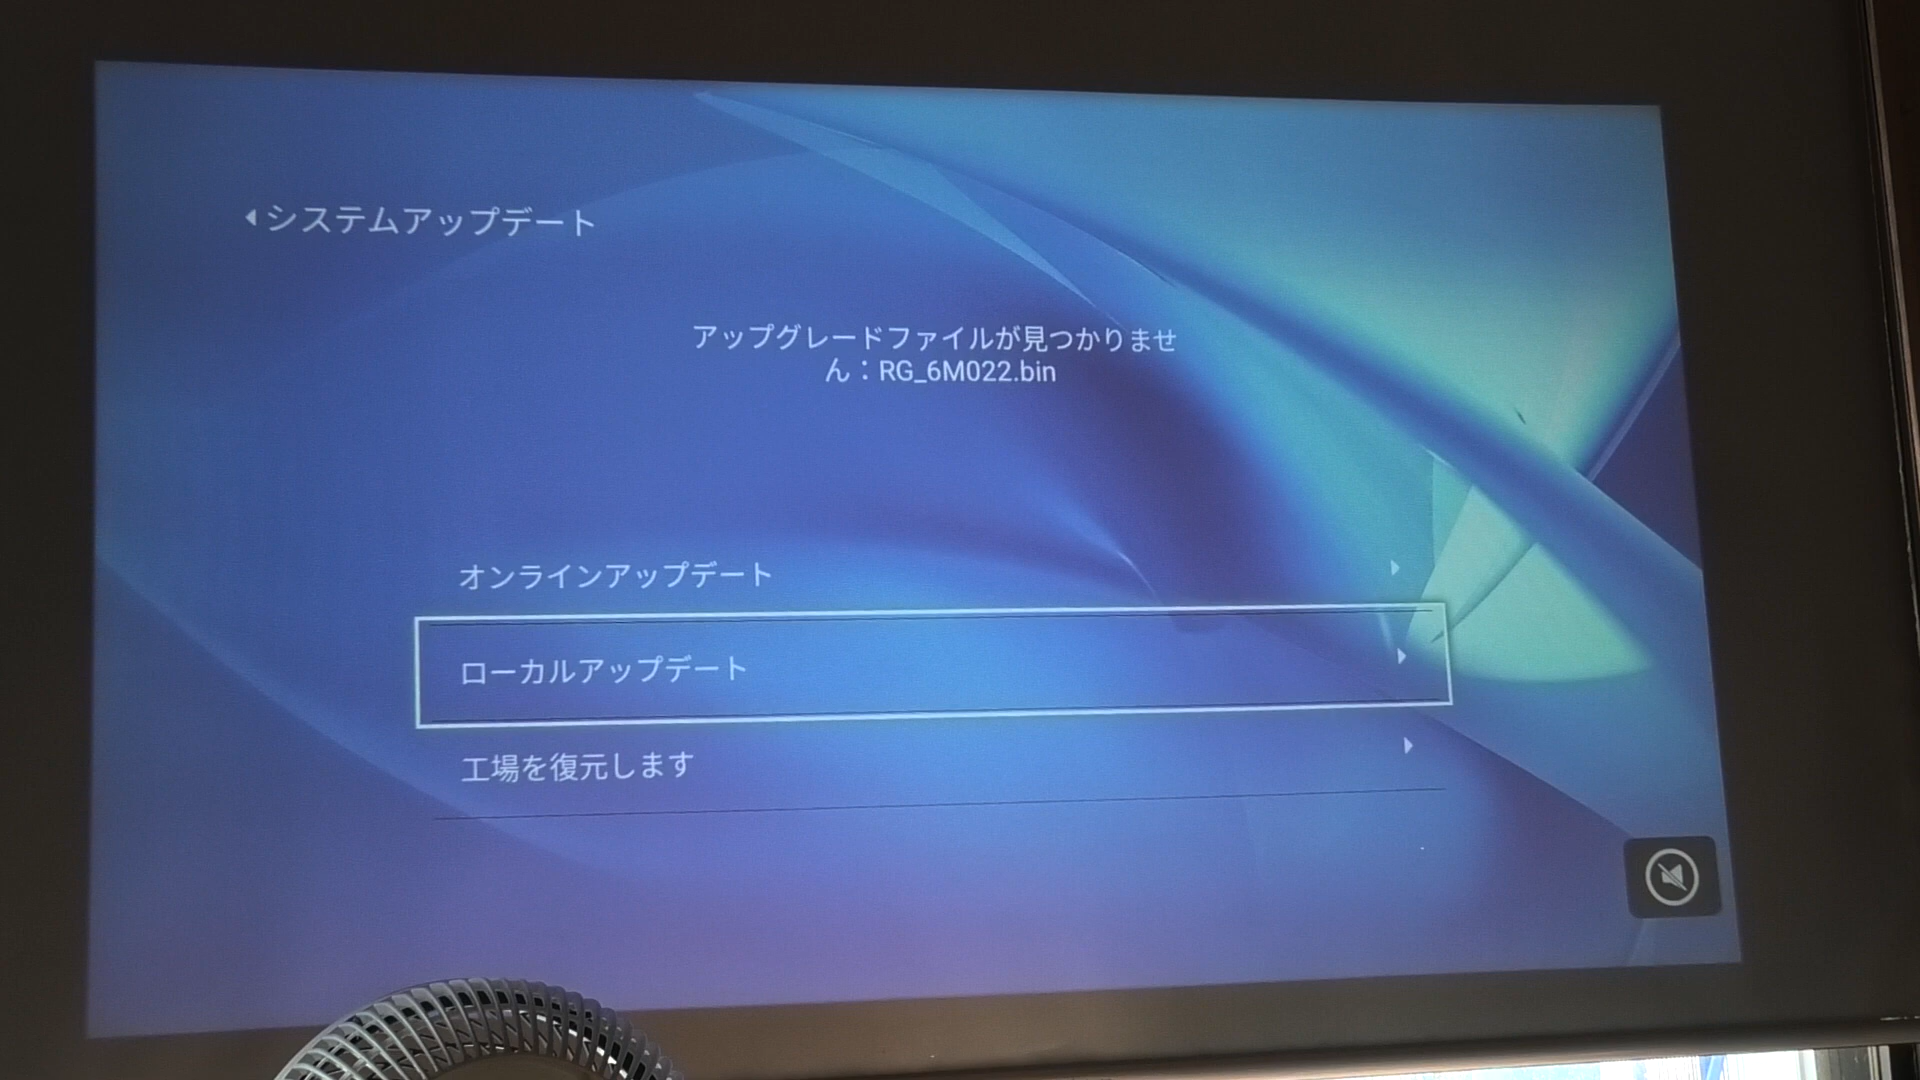 システムアップデート
アップグレードファイルが見つかりませ
ん：RG_6M022.bin
オンラインアップデート
ローカルアップデート
工場を復元します